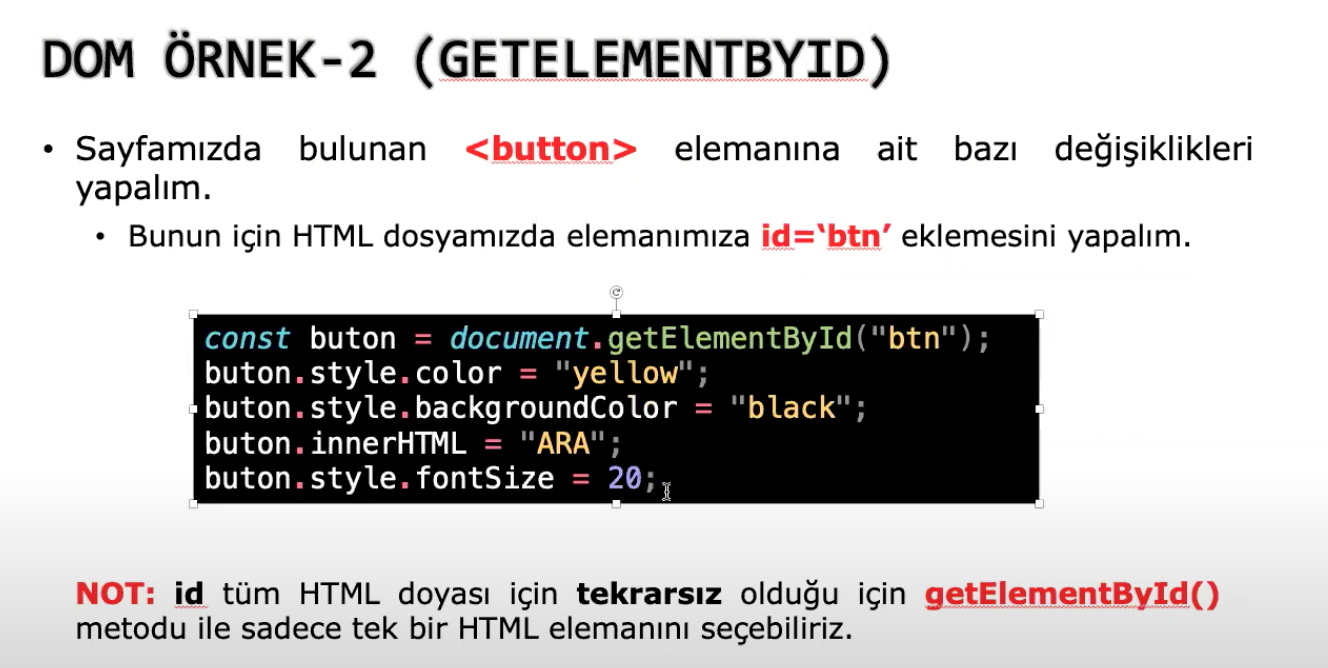 DOM ÖRNEK-2 (GETELEMENTBYID)
• Sayfamızda bulunan <button> elemanına ait bazı değişiklikleri
yapalım.
• Bunun için HTML dosyamızda elemanımıza id=‘btn’ eklemesini yapalım.
const buton = document.getElementById("btn");
buton.style.color = "yellow";
buton.style.backgroundColor = "black";
buton.innerHTML = "ARA";
buton.style.fontSize = 20;
NOT: id tüm HTML doyası için tekrarsız olduğu için getElementById()
metodu ile sadece tek bir HTML elemanını seçebiliriz.